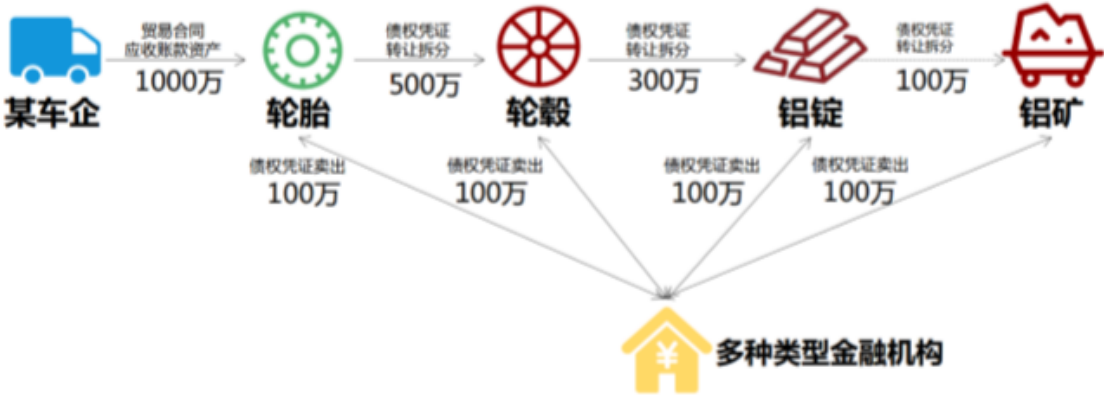 贸易合同
应收账款资产
1000万
债权凭证
转让拆分
500万
债权凭证
转让拆分
300万
债权凭证
转让拆分
100万
某车企
轮胎
轮毂
铝锭
铝矿
债权凭证卖出
100万
债权凭证卖出
100万
债权凭证卖出
100万
债权凭证卖出
100万
¥
多种类型金融机构